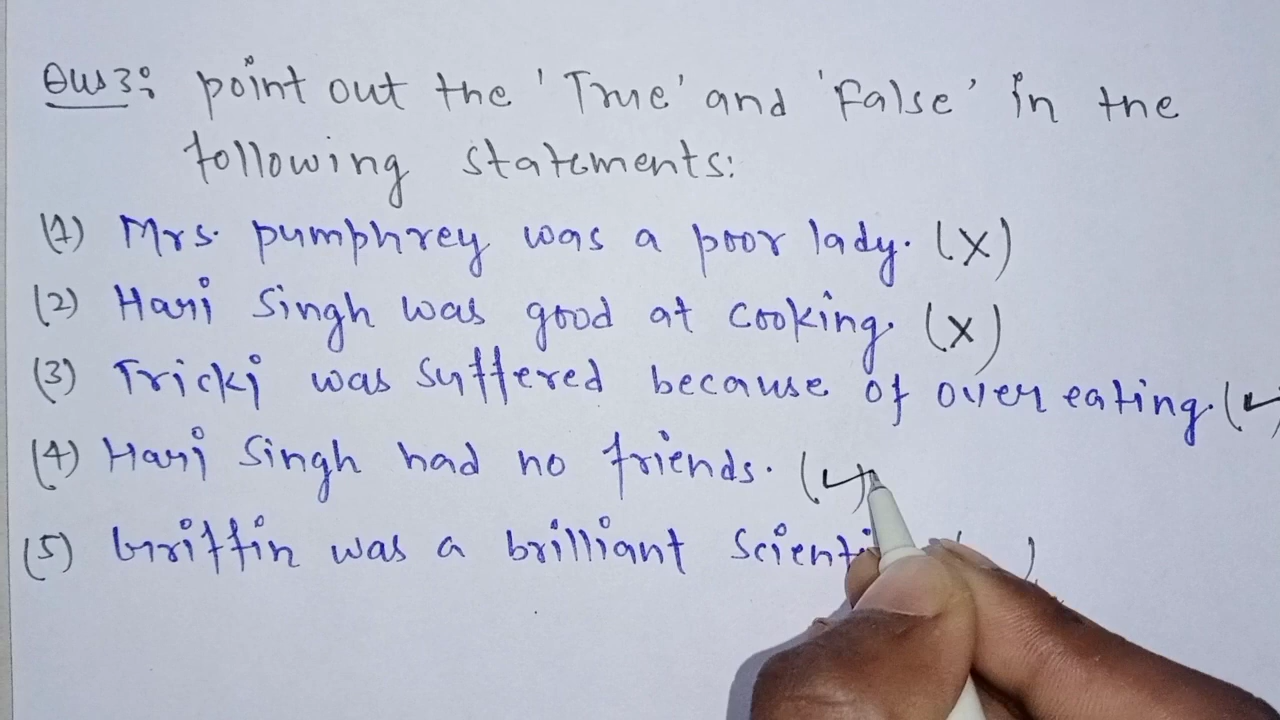 Qus 3: point out the 'True' and 'False' in the
following statements:
(1) Mrs. pumphrey was a poor lady. (X)
(2) Hari Singh was good at cooking. (X)
(3) Tricki was suffered because of over eating. (✓)
(4) Hari Singh had no friends. (✓)
(5) Griffin was a brilliant Scienti ( )